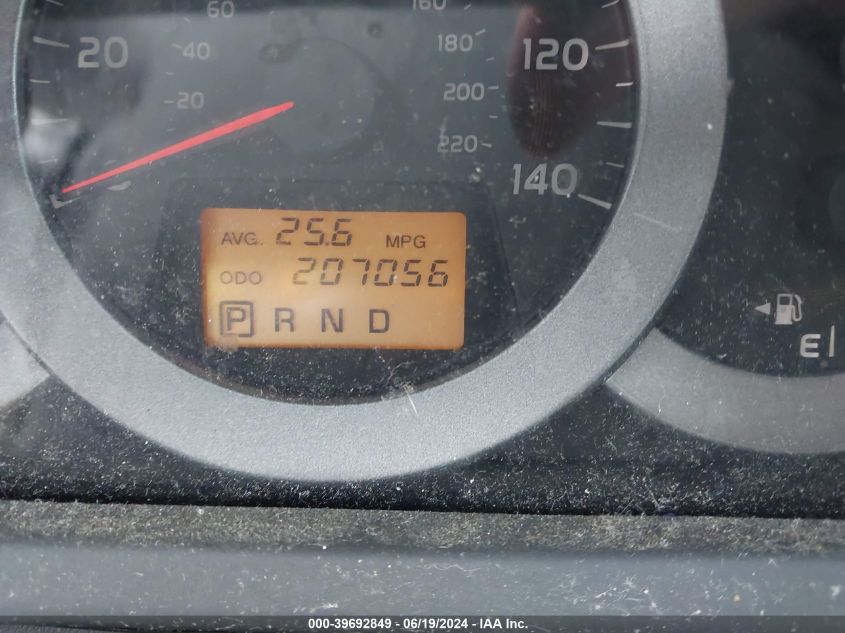 60 160
20 40 180 120
20 200
220
140
AVG. 25.6 MPG
ODO 207056
P R N D
E
000-39692849 - 06/19/2024 - IAA Inc.